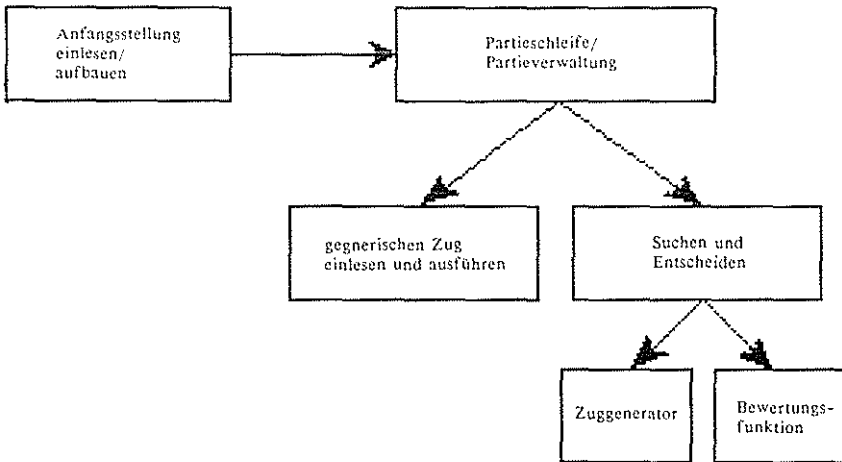 Anfangsstellung
einlesen/
aufbauen
Partieschleife/
Partieverwaltung
gegnerischen Zug
einlesen und ausführen
Suchen und
Entscheiden
Zuggenerator
Bewertungs-
funktion